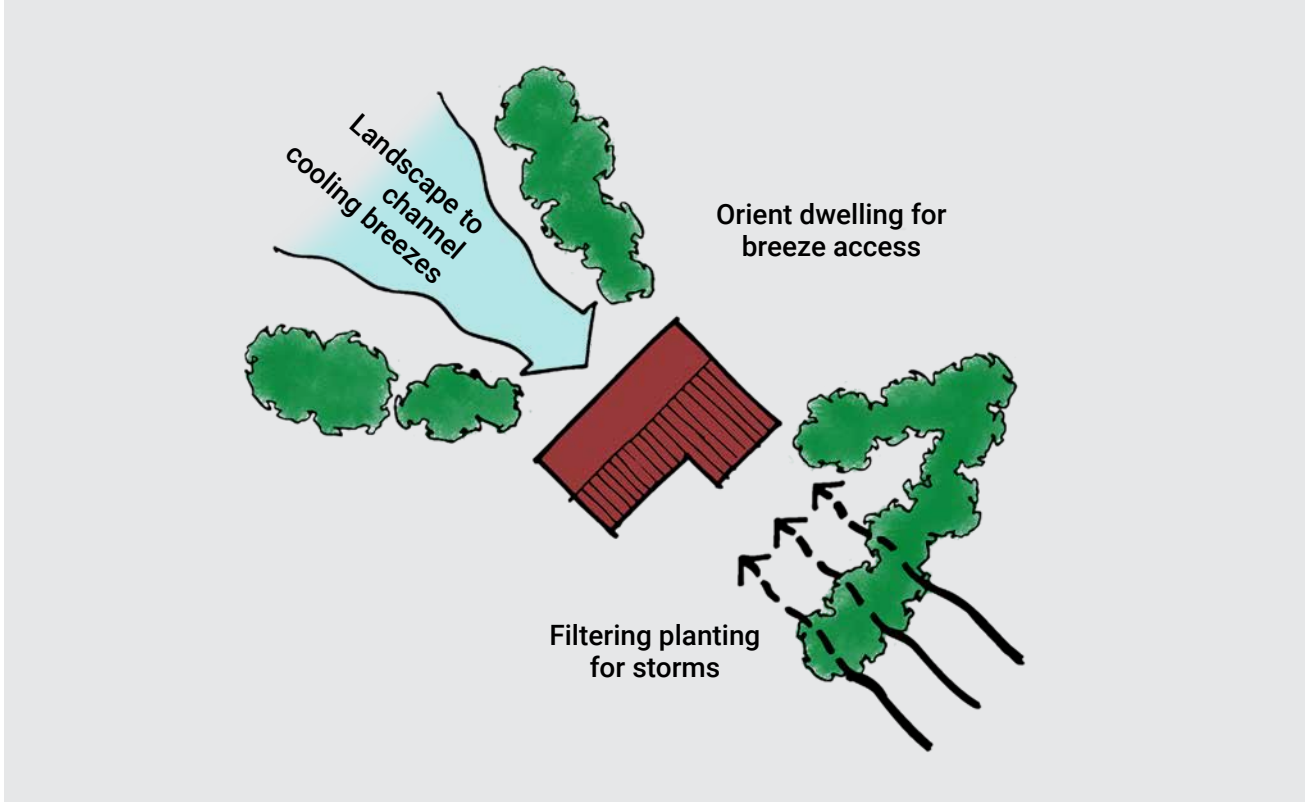 Landscape to
channel
cooling breezes
Orient dwelling for
breeze access
Filtering planting
for storms